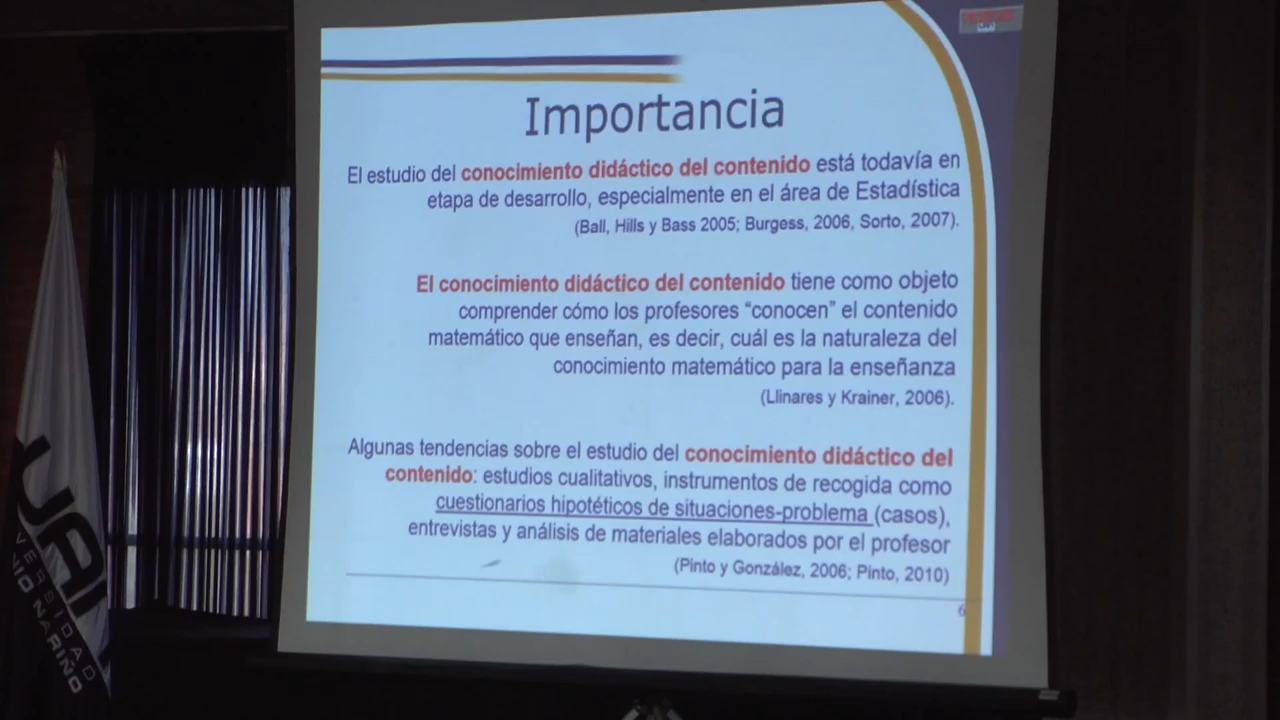 Importancia
El estudio del conocimiento didáctico del contenido está todavía en
etapa de desarrollo, especialmente en el área de Estadística
(Ball, Hills y Bass 2005; Burgess, 2006, Sorto, 2007).
El conocimiento didáctico del contenido tiene como objeto
comprender cómo los profesores “conocen” el contenido
matemático que enseñan, es decir, cuál es la naturaleza del
conocimiento matemático para la enseñanza
(Llinares y Krainer, 2006).
Algunas tendencias sobre el estudio del conocimiento didáctico del
contenido: estudios cualitativos, instrumentos de recogida como
cuestionarios hipotéticos de situaciones-problema (casos),
entrevistas y análisis de materiales elaborados por el profesor
(Pinto y González, 2006; Pinto, 2010)
6
UAN
VERSIDAD
NIO NARIÑO